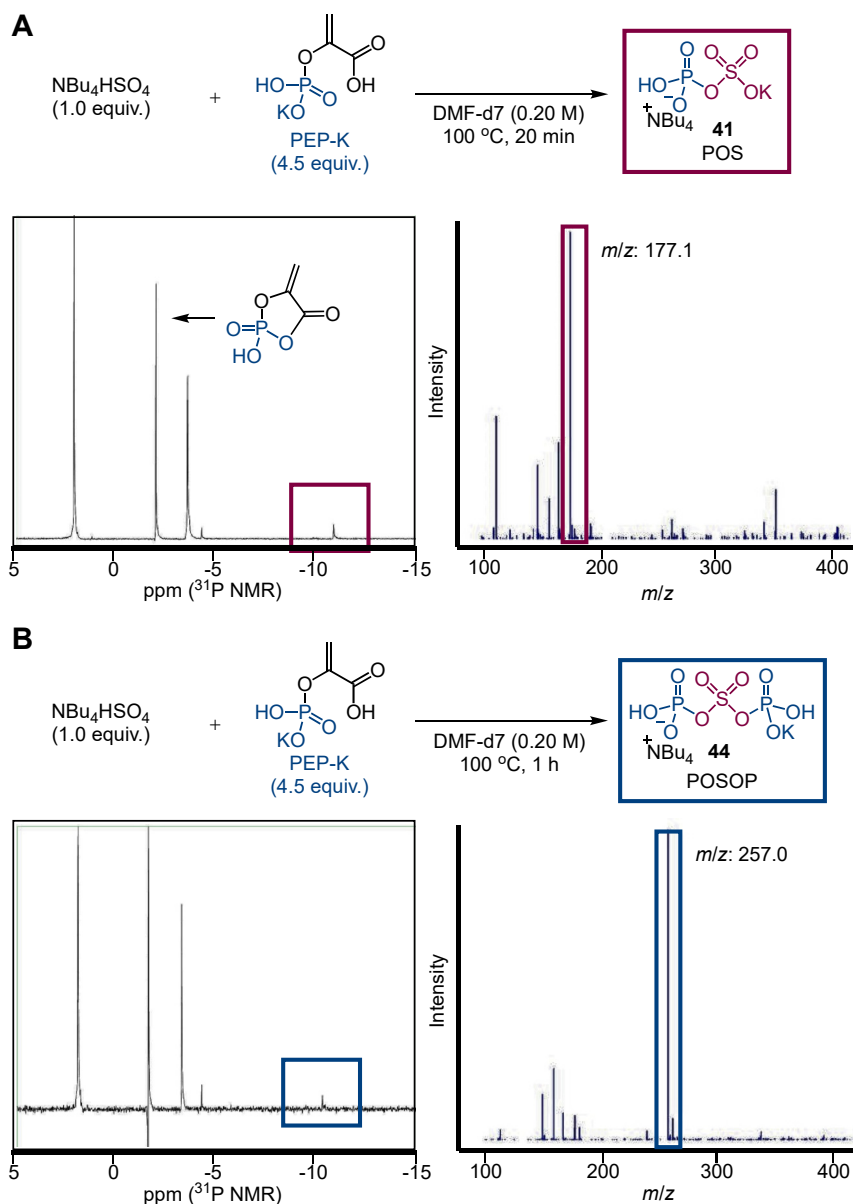 A
NBu4HSO4
(1.0 equiv.)
+
O
O
OH
HO
P
O
KO
PEP-K
(4.5 equiv.)
DMF-d7 (0.20 M)
100 oC, 20 min
O
O
O
HO
P
S
-O
O
OK
+NBu4
41
POS
O
O
O=P
O
HO
5
0
-5
-10
-15
ppm (31P NMR)
m/z: 177.1
Intensity
100
200
300
400
m/z
B
NBu4HSO4
(1.0 equiv.)
+
O
O
OH
HO
P
O
KO
PEP-K
(4.5 equiv.)
DMF-d7 (0.20 M)
100 °C, 1 h
O
O
O
O
HO
P
S
P
OH
-O
O
O
OK
+NBu4
44
POSOP
5
0
-5
-10
-15
ppm (31P NMR)
m/z: 257.0
Intensity
100
200
300
400
m/z